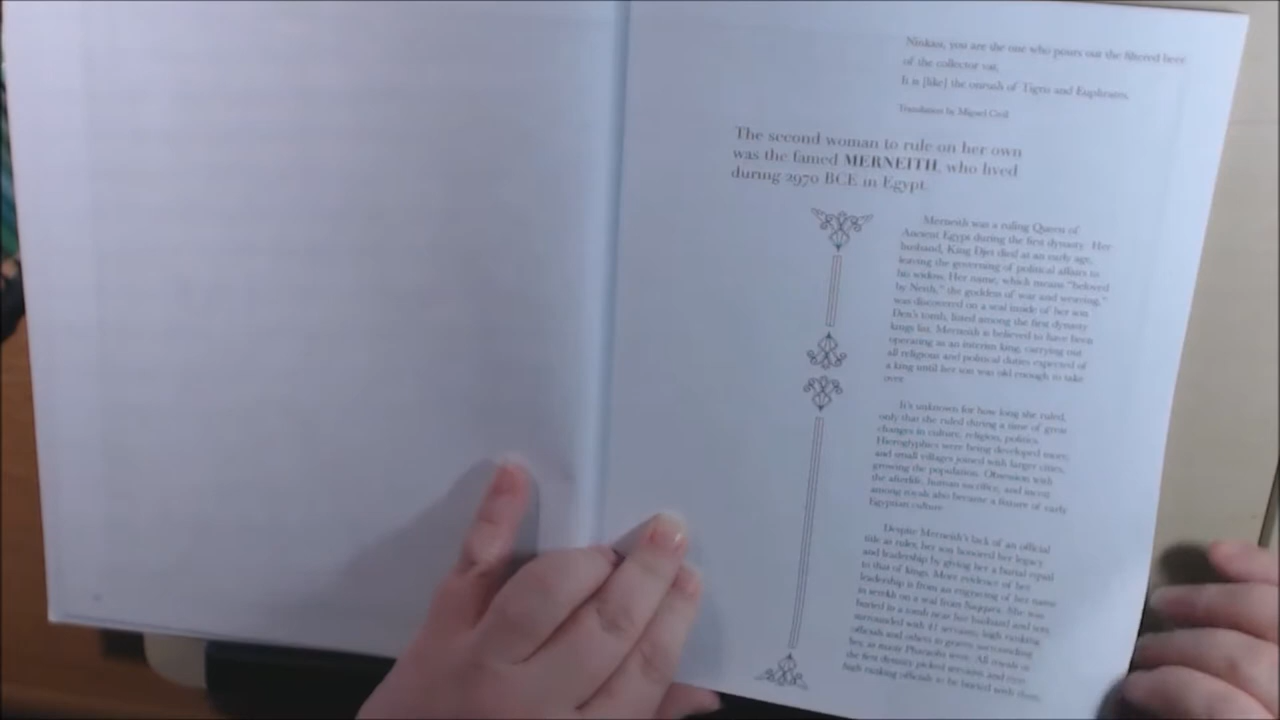 Ninkasi, you are the one who pours out the filtered beer
of the collector vat,
It is [like] the onrush of Tigris and Euphrates.
Translation by Miguel Civil
The second woman to rule on her own
was the famed MERNEITH, who lived
during 2970 BCE in Egypt.
Merneith was a ruling Queen of
Ancient Egypt during the first dynasty. Her
husband, King Djet died at an early age,
leaving the governing of political affairs to
his widow. Her name, which means "beloved
by Neith," the goddess of war and weaving,"
was discovered on a seal inside of her son
Den's tomb, listed among the first dynasty
kings list. Merneith is believed to have been
operating as an interim king, carrying out
all religious and political duties expected of
a king until her son was old enough to take
over.
It's unknown for how long she ruled,
only that she ruled during a time of great
changes in culture, religion, politics.
Hieroglyphics were being developed more,
and small villages joined with larger cities,
growing the population. Obsession with
the afterlife, human sacrifice, and incest
among royals also became a fixture of early
Egyptian culture.
Despite Merneith's lack of an official
title as ruler, her son honored her legacy
and leadership by giving her a burial equal
to that of kings. More evidence of her
leadership is from an engraving of her name
in serekh on a seal from Saqqara. She was
buried in a tomb near her husband and son,
surrounded with 41 servants, high ranking
officials and others in graves surrounding
her, as many Pharaohs were. All royals in
the first dynasty picked servants and even
high ranking officials to be buried with them.